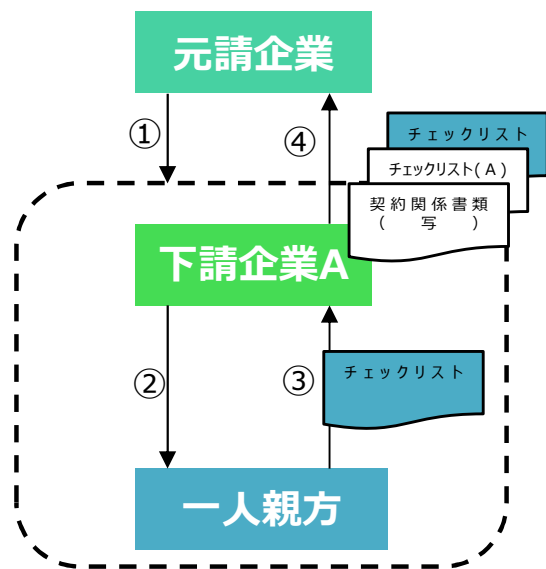 元請企業
①
④
チェックリスト
チェックリスト(A)
契約関係書類
(写)
下請企業A
②
③
チェックリスト
一人親方